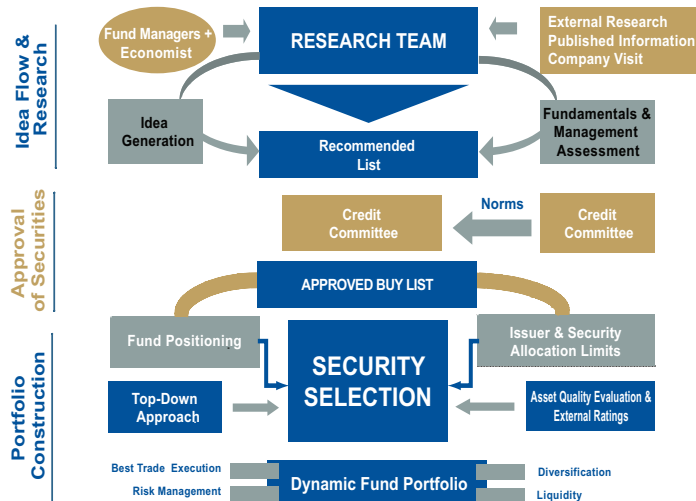 Idea Flow &
Research
Fund Managers +
Economist
RESEARCH TEAM
External Research
Published Information
Company Visit
Idea
Generation
Recommended
List
Fundamentals &
Management
Assessment
Approval
of Securities
Credit
Committee
Norms
Credit
Committee
APPROVED BUY LIST
Portfolio
Construction
Fund Positioning
SECURITY
SELECTION
Issuer & Security
Allocation Limits
Top-Down
Approach
Asset Quality Evaluation &
External Ratings
Best Trade Execution
Risk Management
Dynamic Fund Portfolio
Diversification
Liquidity